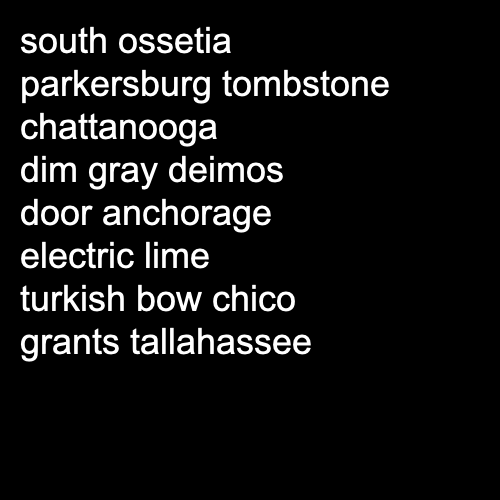 south ossetia
parkersburg tombstone
chattanooga
dim gray deimos
door anchorage
electric lime
turkish bow chico
grants tallahassee